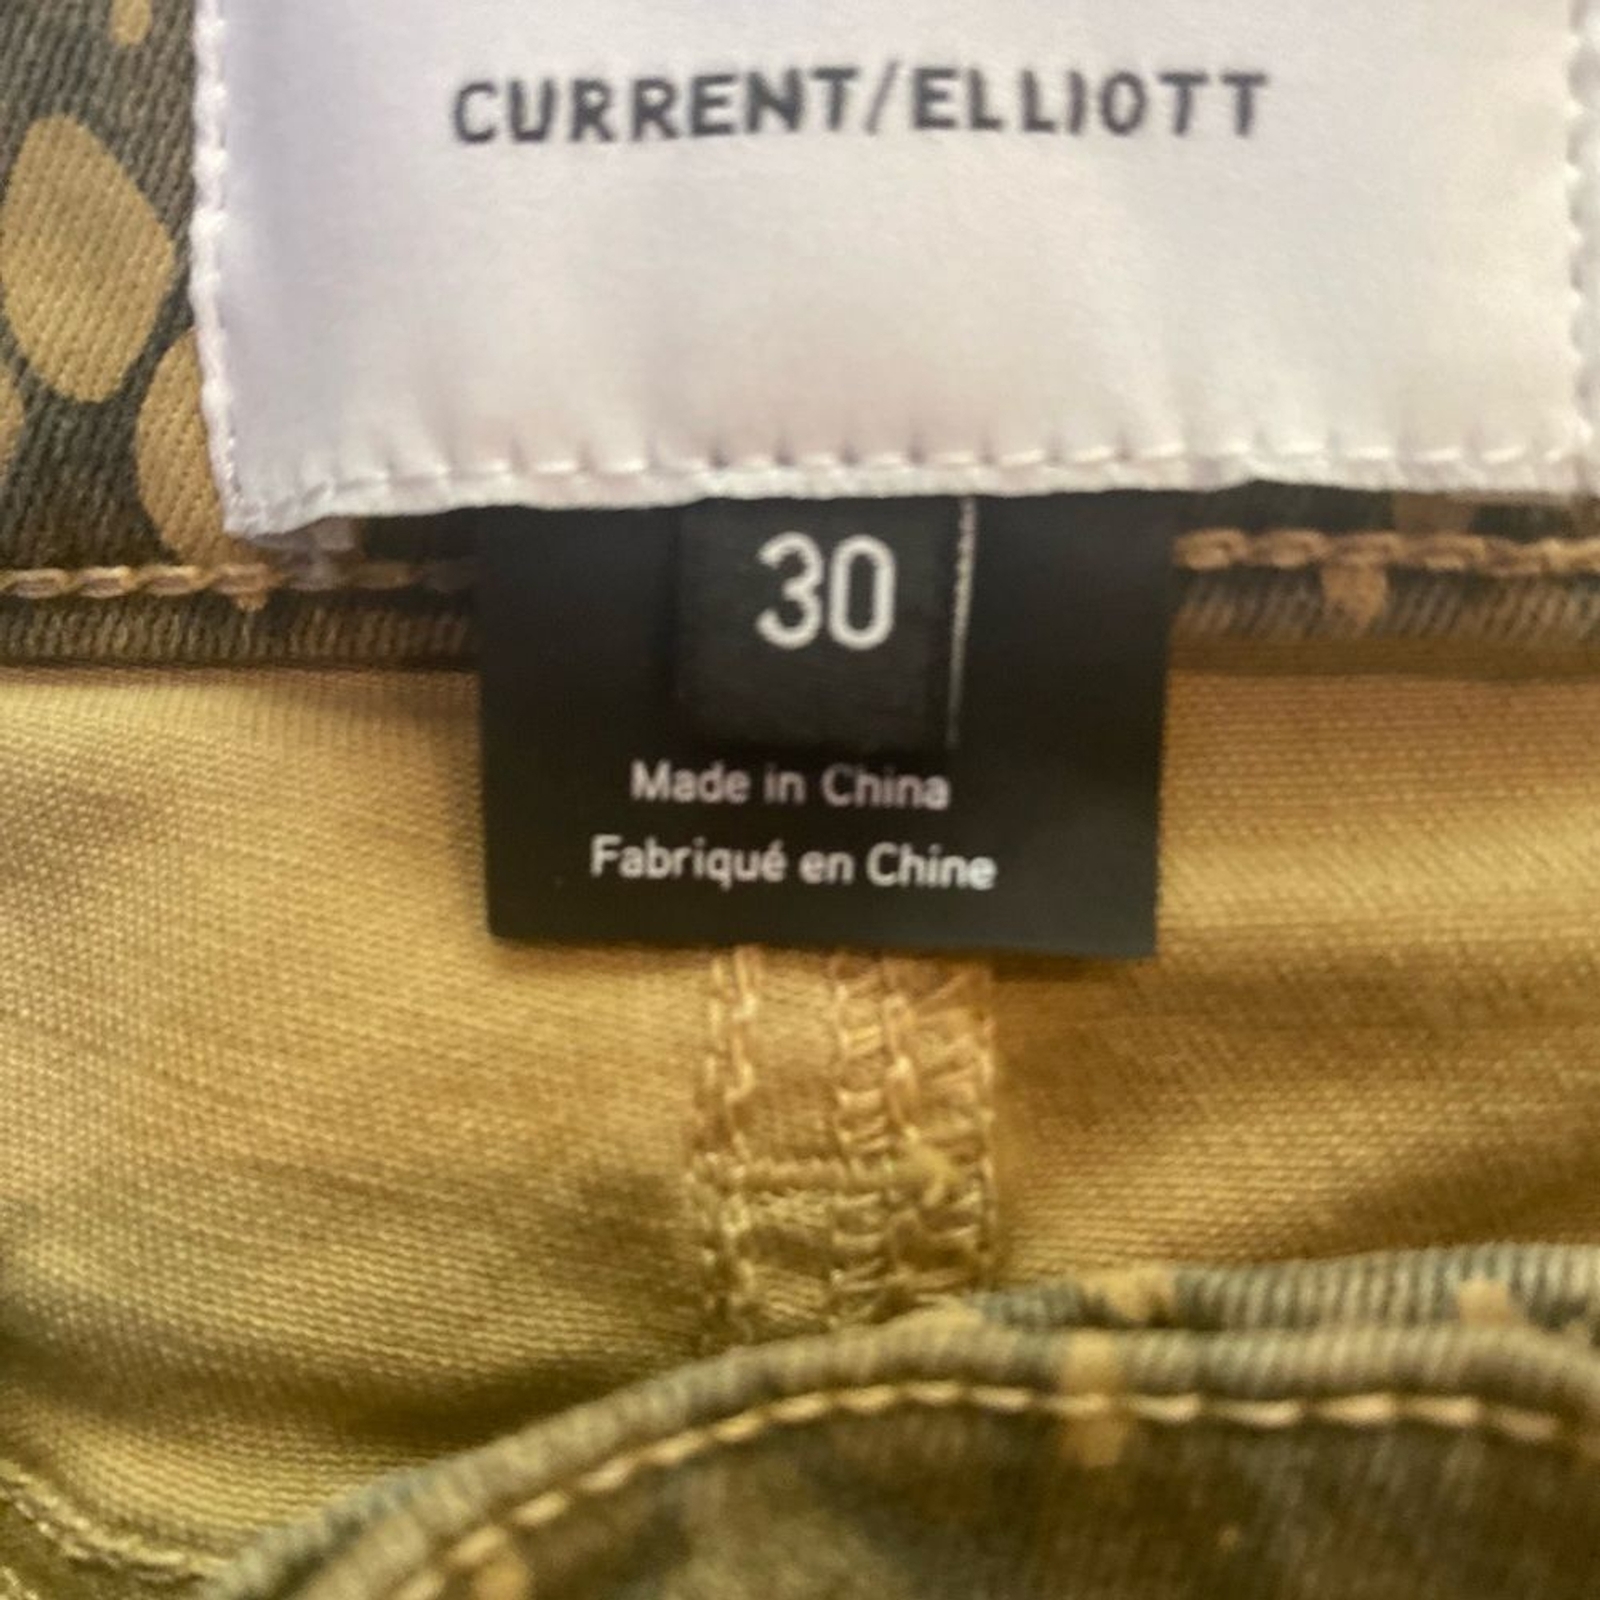 CURRENT/ELLIOTT
30
Made in China
Fabriqué en Chine